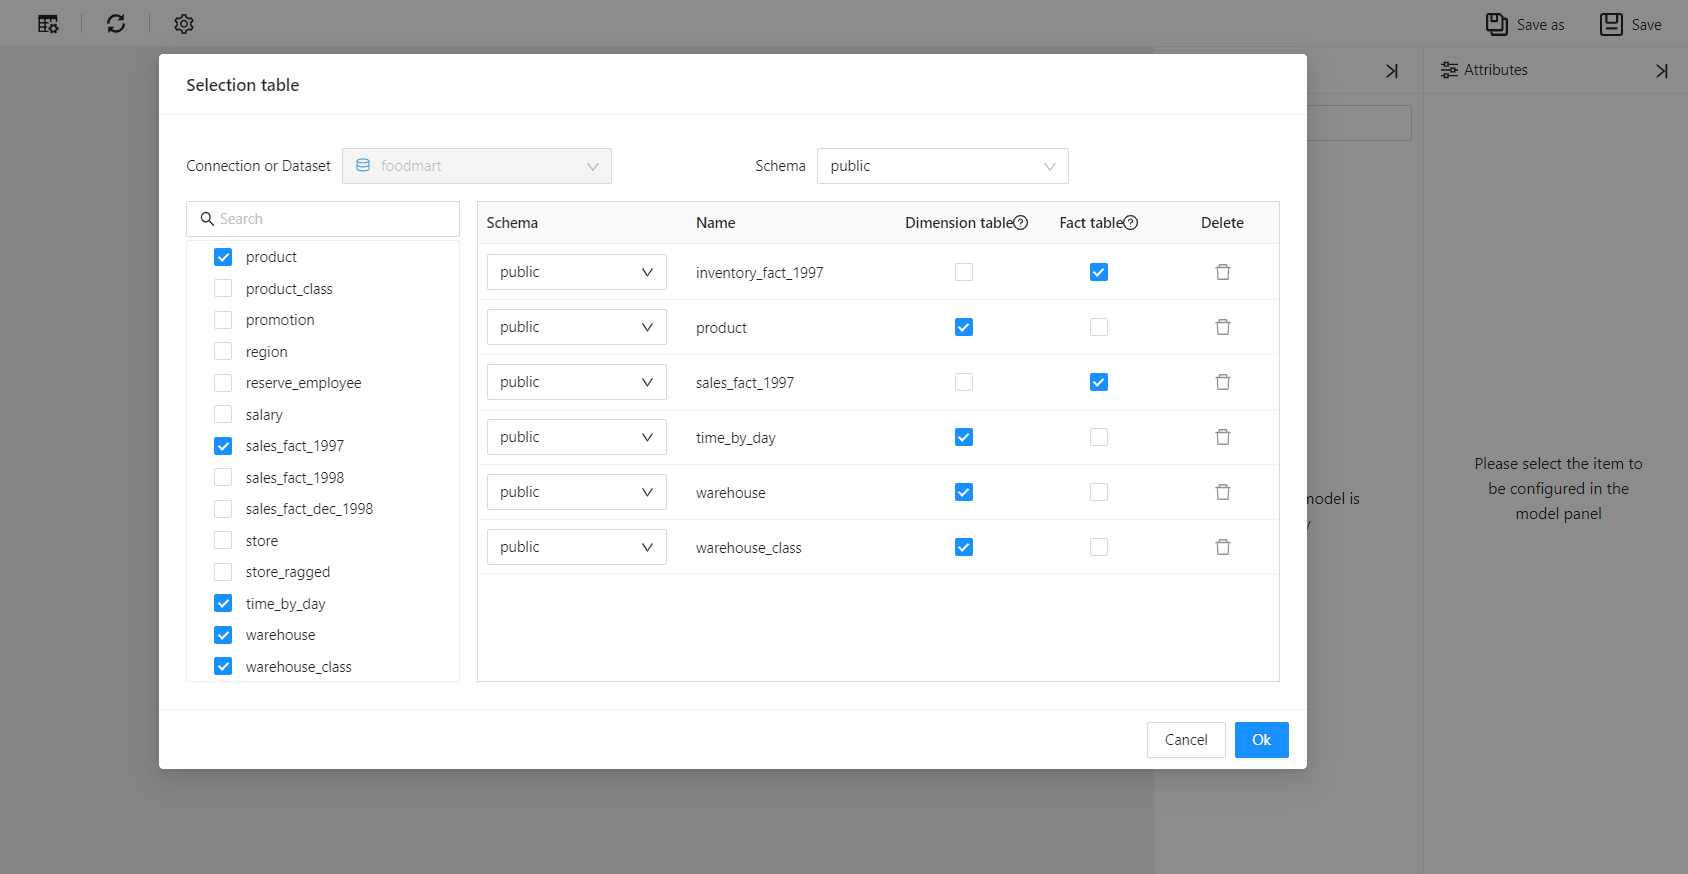 Save as
Save
Selection table
Attributes
Connection or Dataset
foodmart
Schema
public
Search
product
product_class
promotion
region
reserve_employee
salary
sales_fact_1997
sales_fact_1998
sales_fact_dec_1998
store
store_ragged
time_by_day
warehouse
warehouse_class
Schema Name Dimension table Fact table Delete
public inventory_fact_1997
public product
public sales_fact_1997
public time_by_day
public warehouse
public warehouse_class
model is
Please select the item to
be configured in the
model panel
Cancel
Ok